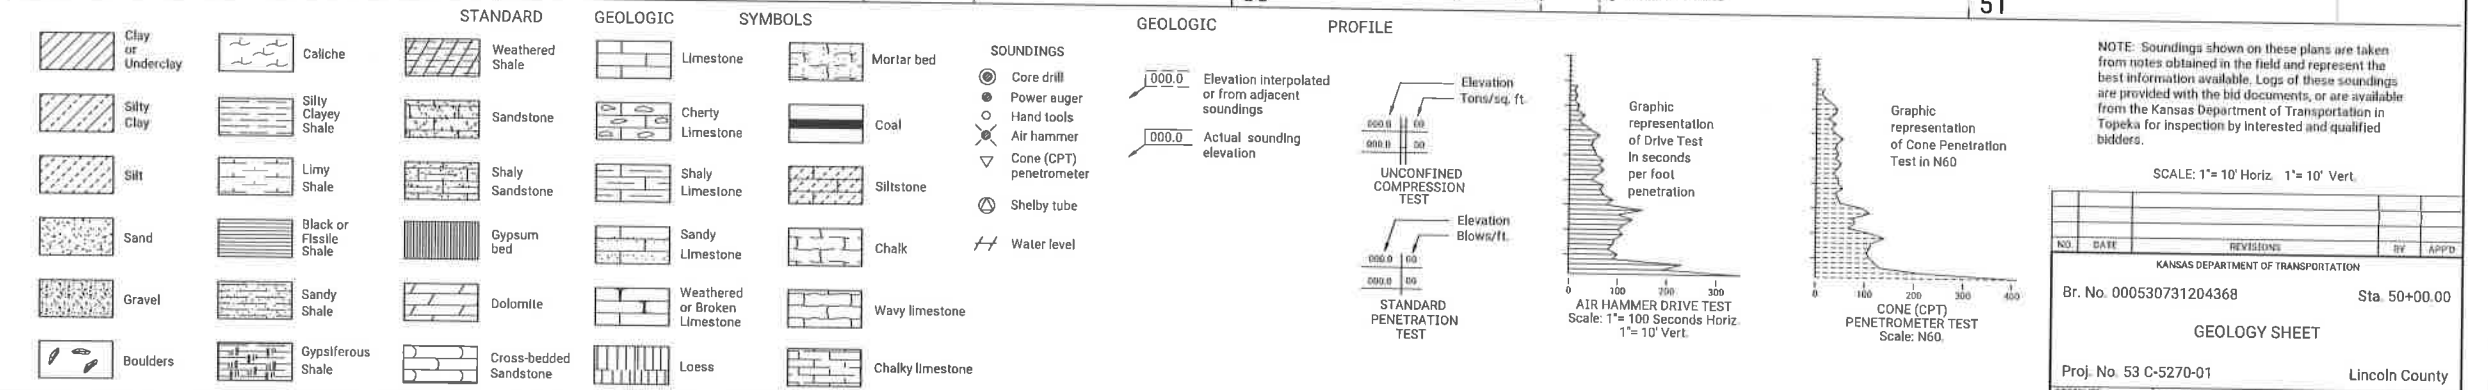 51
STANDARD GEOLOGIC SYMBOLS
Clay
or
Underclay
Silty
Clay
Silt
Sand
Gravel
Boulders
Caliche
Silty
Clayey
Shale
Limy
Shale
Black or
Fissile
Shale
Sandy
Shale
Gypsiferous
Shale
Weathered
Shale
Sandstone
Shaly
Sandstone
Gypsum
bed
Dolomite
Cross-bedded
Sandstone
Limestone
Cherty
Limestone
Shaly
Limestone
Sandy
Limestone
Weathered
or Broken
Limestone
Loess
Mortar bed
Coal
Siltstone
Chalk
Wavy limestone
Chalky limestone
GEOLOGIC PROFILE
SOUNDINGS
Core drill
Power auger
Hand tools
Air hammer
Cone (CPT)
penetrometer
Shelby tube
Water level
000.0
Elevation interpolated
or from adjacent
soundings
000.0
Actual sounding
elevation
Elevation
Tons/sq. ft.
000.0 00
000.0 00
UNCONFINED
COMPRESSION
TEST
Elevation
Blows/ft.
000.0 00
000.0 00
STANDARD
PENETRATION
TEST
Graphic
representation
of Drive Test
In seconds
per foot
penetration
0 100 200 300
AIR HAMMER DRIVE TEST
Scale: 1"= 100 Seconds Horiz.
1"= 10' Vert.
Graphic
representation
of Cone Penetration
Test in N60
0 100 200 300 400
CONE (CPT)
PENETROMETER TEST
Scale: N60.
NOTE: Soundings shown on these plans are taken
from notes obtained in the field and represent the
best information available. Logs of these soundings
are provided with the bid documents, or are available
from the Kansas Department of Transportation in
Topeka for inspection by interested and qualified
bidders.
SCALE: 1"= 10' Horiz. 1"= 10' Vert.
NO. DATE REVISIONS BY APP'D
KANSAS DEPARTMENT OF TRANSPORTATION
Br. No. 000530731204368 Sta. 50+00.00
GEOLOGY SHEET
Proj. No. 53 C-5270-01 Lincoln County